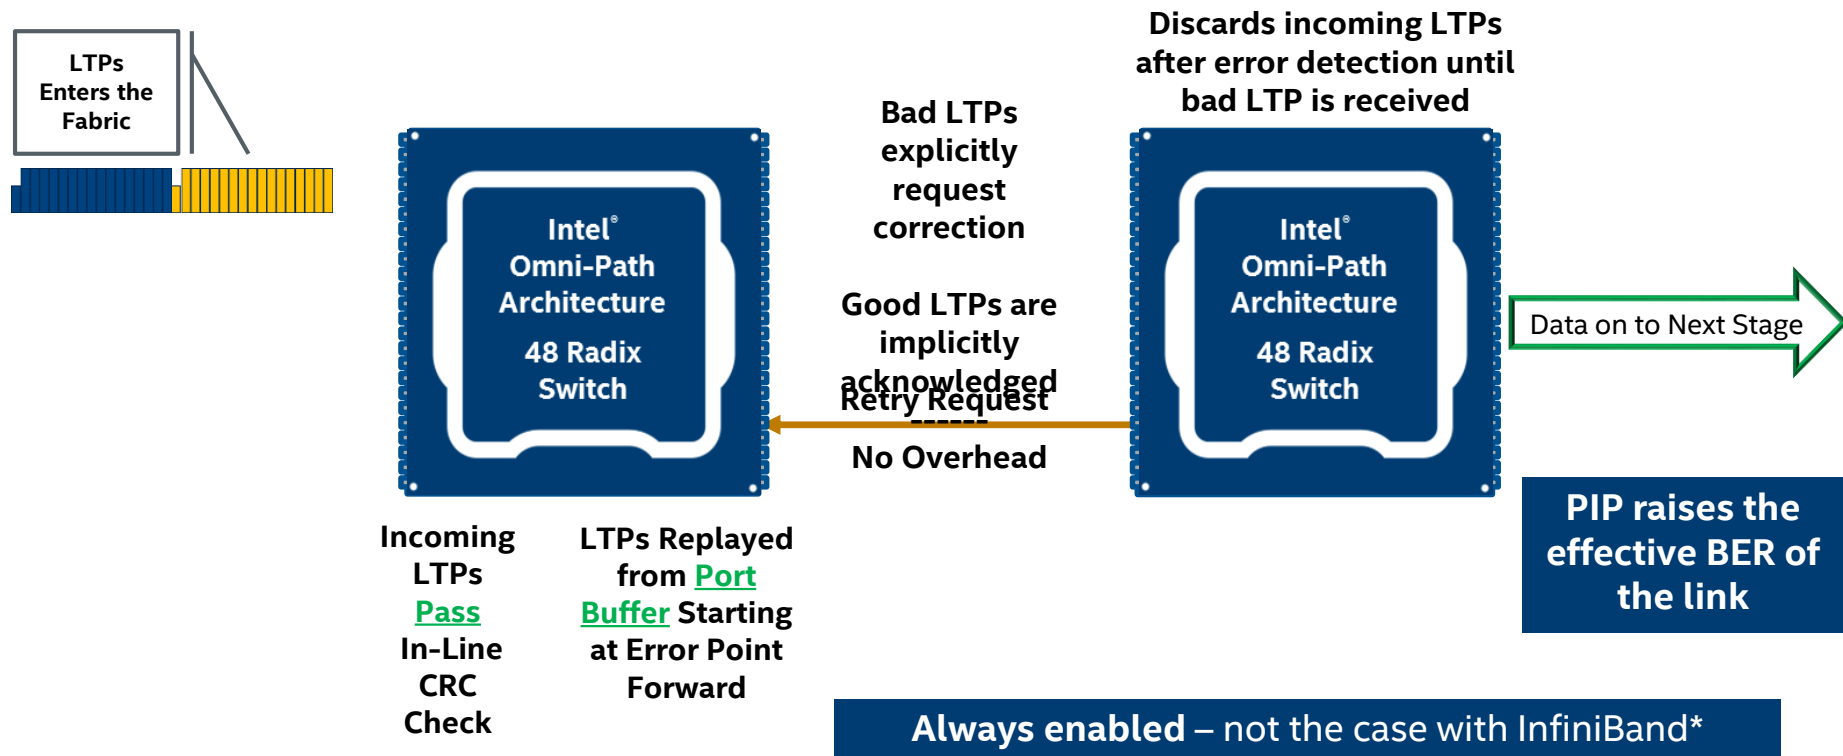 LTPs
Enters the
Fabric
Discards incoming LTPs
after error detection until
bad LTP is received
Bad LTPs
explicitly
request
correction
Good LTPs are
implicitly
acknowledged
Retry Request
------
No Overhead
Intel®
Omni-Path
Architecture
48 Radix
Switch
Intel®
Omni-Path
Architecture
48 Radix
Switch
Data on to Next Stage
Incoming
LTPs
Pass
In-Line
CRC
Check
LTPs Replayed
from Port
Buffer Starting
at Error Point
Forward
PIP raises the
effective BER of
the link
Always enabled – not the case with InfiniBand*